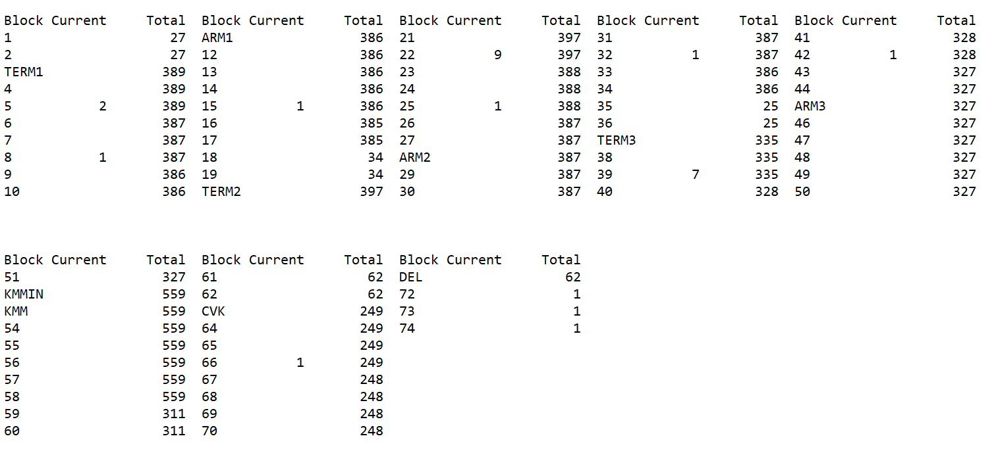 Block Current     Total  Block Current     Total  Block Current     Total  Block Current     Total  Block Current     Total
1                    27  ARM1                386  21                  397  31                  387  41                  328
2                    27  12                  386  22          9       397  32          1       387  42          1       328
TERM1               389  13                  386  23                  388  33                  386  43                  327
4                   389  14                  386  24                  388  34                  386  44                  327
5           2       389  15          1       386  25          1       388  35                   25  ARM3                327
6                   387  16                  385  26                  387  36                   25  46                  327
7                   387  17                  385  27                  387  TERM3               335  47                  327
8           1       387  18                   34  ARM2                387  38                  335  48                  327
9                   386  19                   34  29                  387  39          7       335  49                  327
10                  386  TERM2               397  30                  387  40                  328  50                  327
Block Current     Total  Block Current     Total  Block Current     Total
51                  327  61                   62  DEL                  62
KMMIN               559  62                   62  72                    1
KMM                 559  CVK                 249  73                    1
54                  559  64                  249  74                    1
55                  559  65                  249
56                  559  66          1       249
57                  559  67                  248
58                  559  68                  248
59                  311  69                  248
60                  311  70                  248